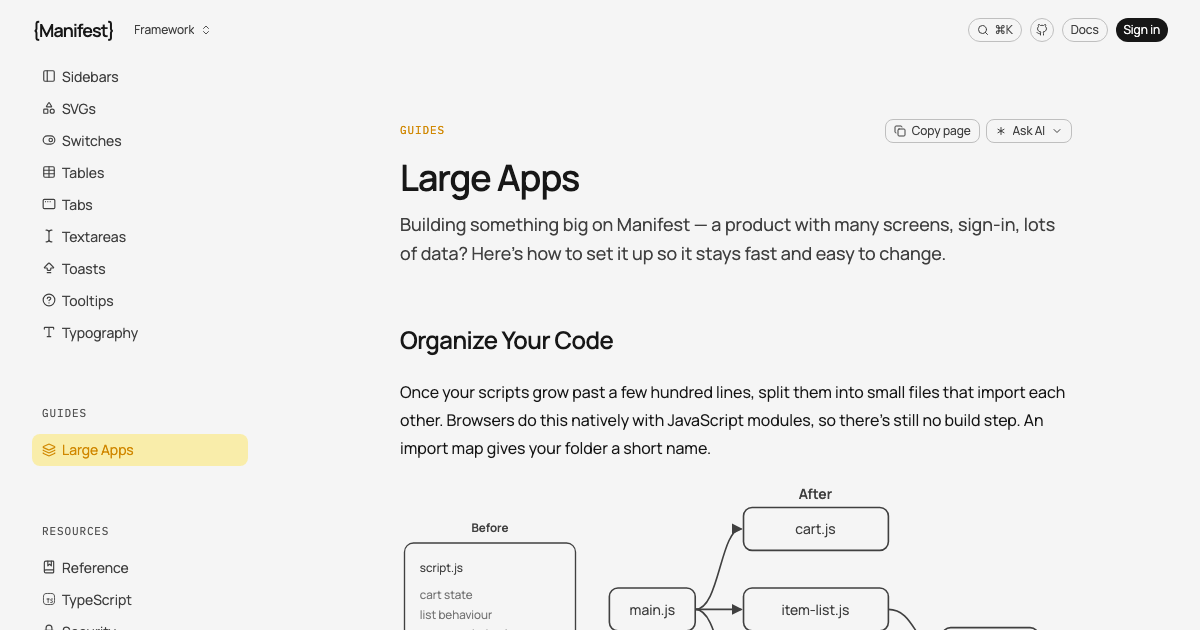 {Manifest}
Framework
⌘K
Docs
Sign in
Sidebars
SVGs
Switches
Tables
Tabs
Textareas
Toasts
Tooltips
Typography
GUIDES
Large Apps
RESOURCES
Reference
TypeScript
Security
GUIDES
Copy page
Ask AI
Large Apps
Building something big on Manifest — a product with many screens, sign-in, lots
of data? Here's how to set it up so it stays fast and easy to change.
Organize Your Code
Once your scripts grow past a few hundred lines, split them into small files that import each
other. Browsers do this natively with JavaScript modules, so there's still no build step. An
import map gives your folder a short name.
Before
script.js
cart state
list behaviour
After
cart.js
main.js
item-list.js